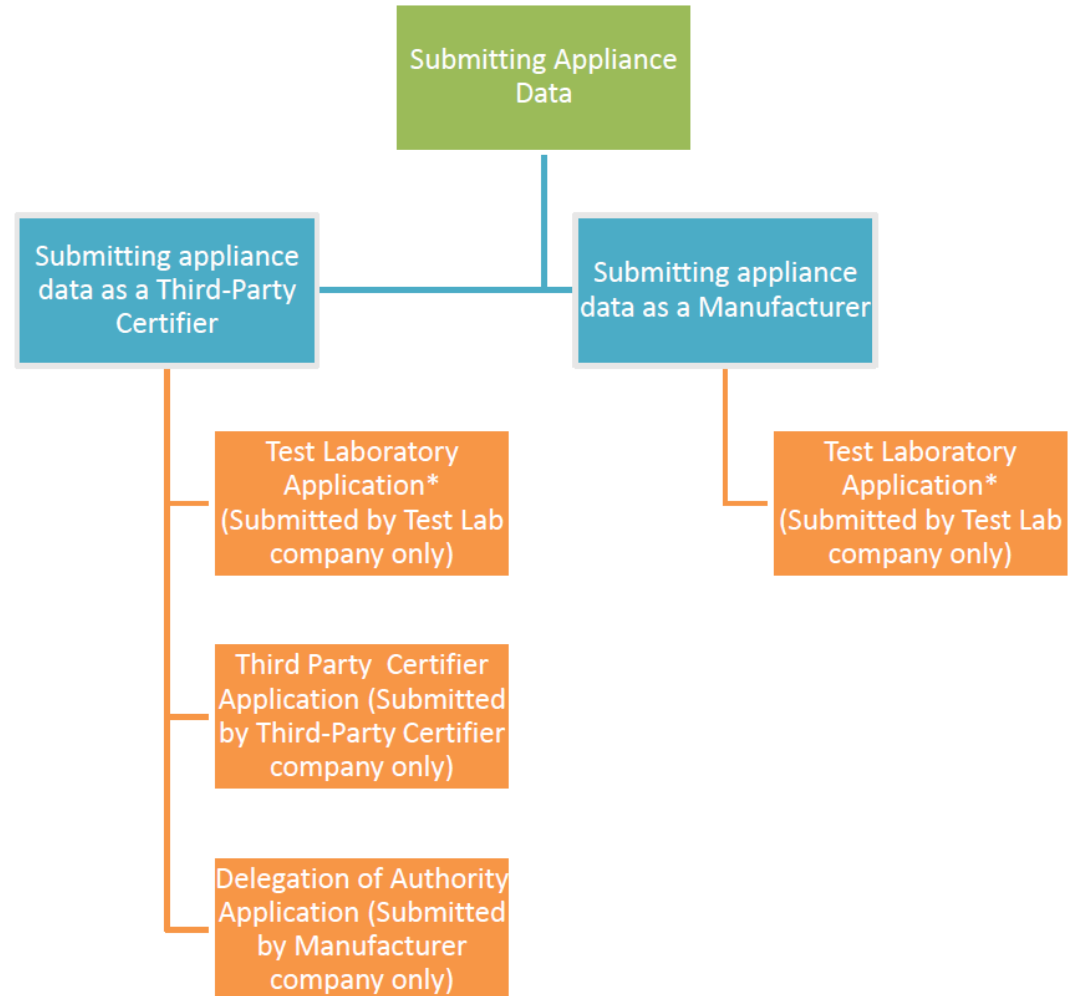 Submitting Appliance
Data
Submitting appliance
data as a Third-Party
Certifier
Submitting appliance
data as a Manufacturer
Test Laboratory
Application*
(Submitted by Test Lab
company only)
Test Laboratory
Application*
(Submitted by Test Lab
company only)
Third Party  Certifier
Application (Submitted
by Third-Party Certifier
company only)
Delegation of Authority
Application (Submitted
by Manufacturer
company only)